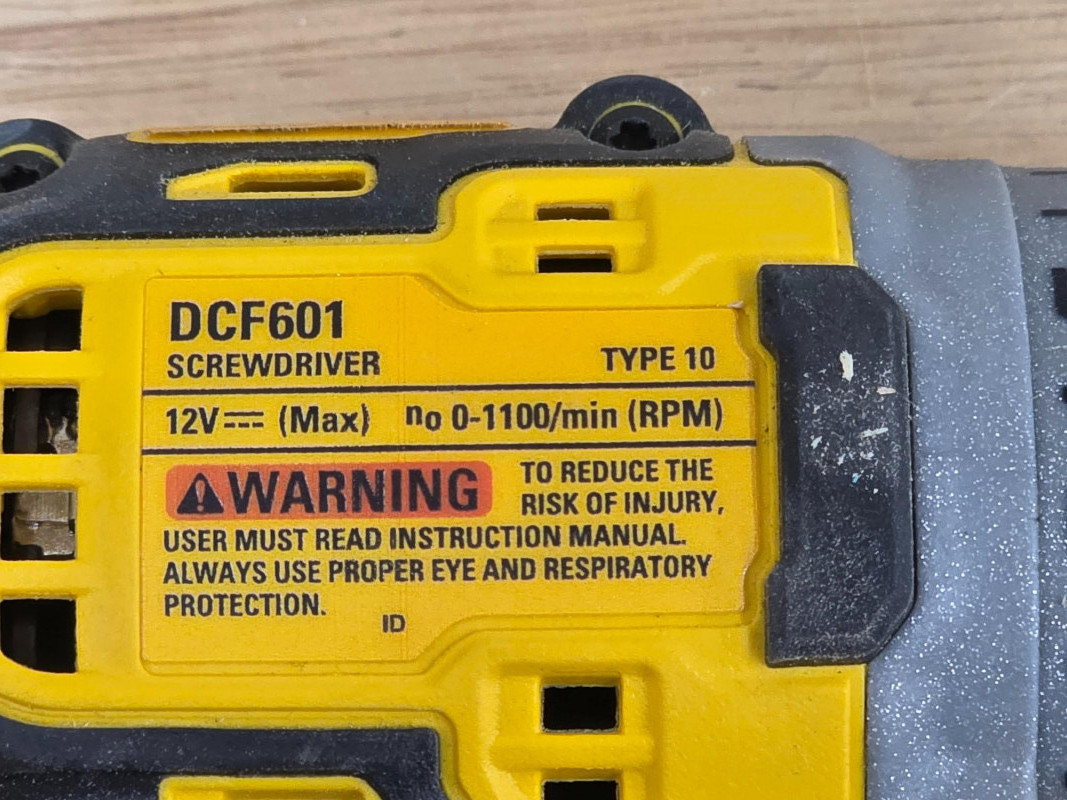 DCF601
SCREWDRIVER TYPE 10
12V⎓ (Max) no 0-1100/min (RPM)
⚠WARNING TO REDUCE THE
RISK OF INJURY,
USER MUST READ INSTRUCTION MANUAL.
ALWAYS USE PROPER EYE AND RESPIRATORY
PROTECTION.
ID